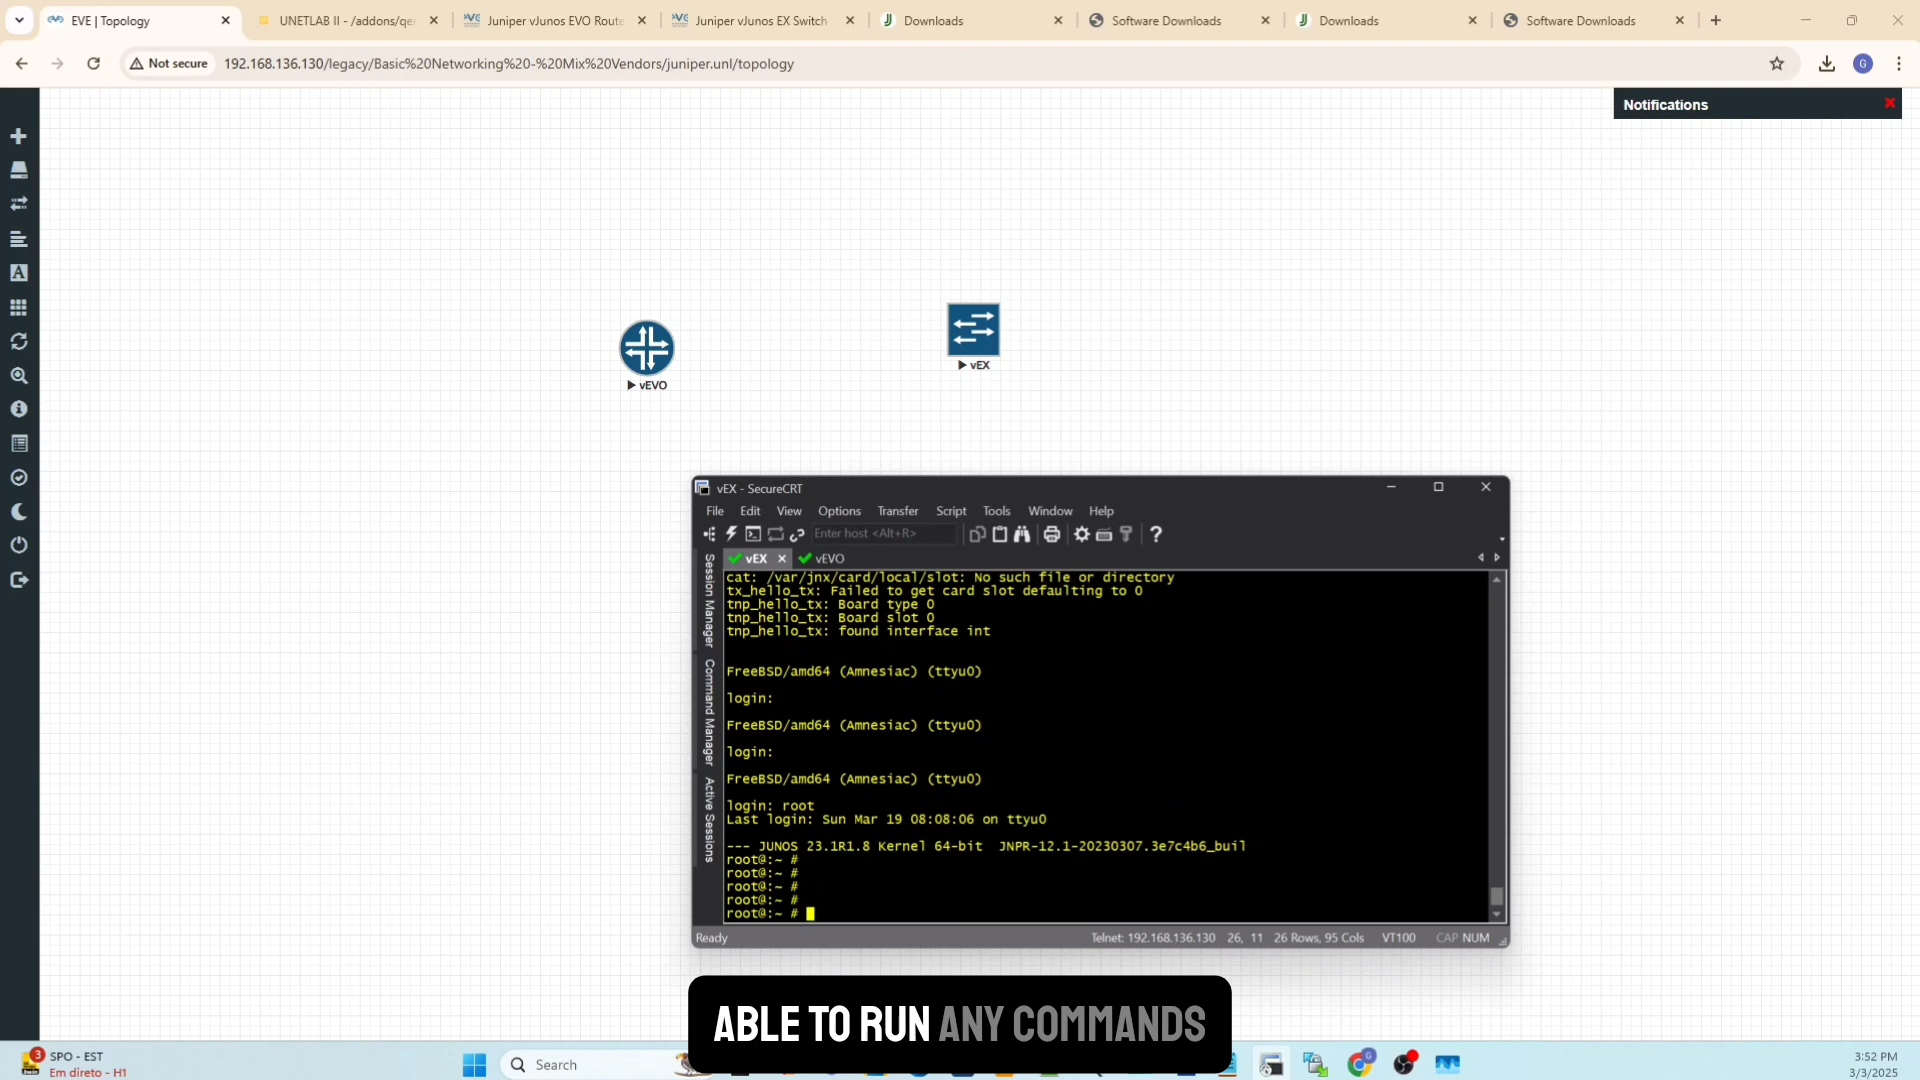 EVE | Topology
UNETLAB II - /addons/qe
Juniper vJunos EVO Route
Juniper vJunos EX Switch
Downloads
Software Downloads
Downloads
Software Downloads
Not secure
192.168.136.130/legacy/Basic%20Networking%20-%20Mix%20Vendors/juniper.unl/topology
G
Notifications
A
vEVO
vEX
vEX - SecureCRT
File Edit View Options Transfer Script Tools Window Help
Enter host <Alt+R>
vEX
vEVO
Session Manager
Command Manager
Active Sessions
cat: /var/jnx/card/local/slot: No such file or directory
tx_hello_tx: Failed to get card slot defaulting to 0
tnp_hello_tx: Board type 0
tnp_hello_tx: Board slot 0
tnp_hello_tx: found interface int
FreeBSD/amd64 (Amnesiac) (ttyu0)
login:
FreeBSD/amd64 (Amnesiac) (ttyu0)
login:
FreeBSD/amd64 (Amnesiac) (ttyu0)
login: root
Last login: Sun Mar 19 08:08:06 on ttyu0
--- JUNOS 23.1R1.8 Kernel 64-bit  JNPR-12.1-20230307.3e7c4b6_buil
root@:~ #
root@:~ #
root@:~ #
root@:~ #
root@:~ #
Ready
Telnet: 192.168.136.130 26, 11 26 Rows, 95 Cols VT100 CAP NUM
ABLE TO RUN ANY COMMANDS
3
SPO - EST
Em direto - H1
Search
G
3:52 PM
3/3/2025